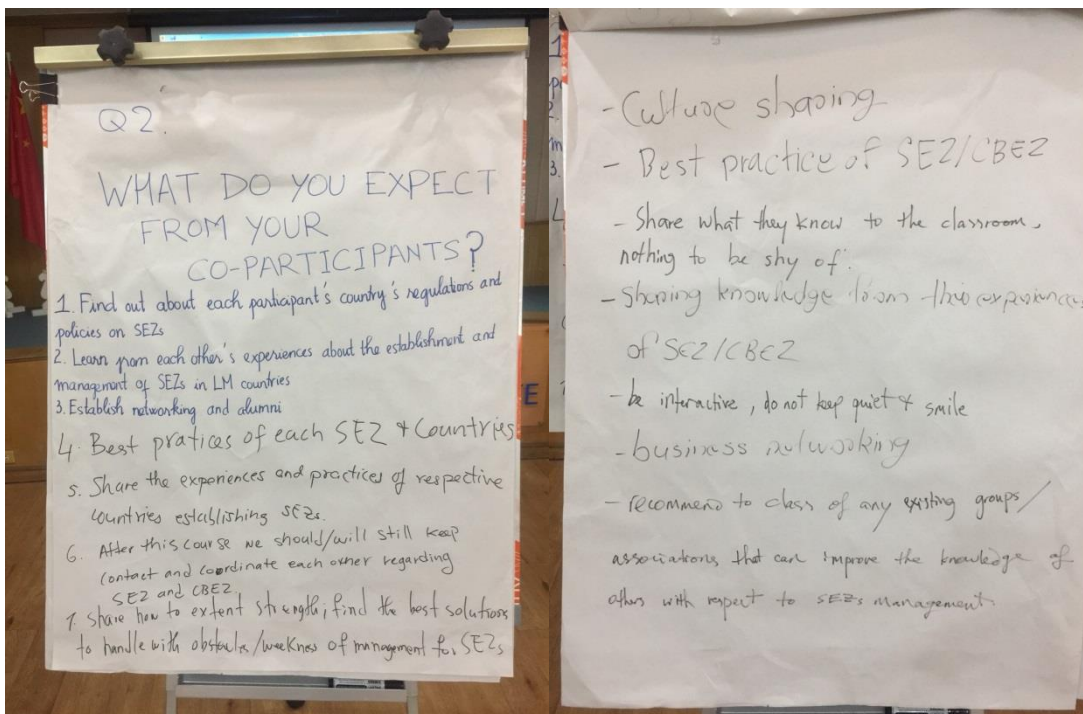 Q2.
WHAT DO YOU EXPECT
FROM YOUR
CO-PARTICIPANTS?
1. Find out about each participant's country's regulations and
policies on SEZs
2. Learn from each other's experiences about the establishment and
management of SEZs in LM countries
3. Establish networking and alumni
4. Best pratices of each SEZ & Countries
5. Share the experiences and practices of respective
countries establishing SEZs.
6. After this course we should/will still keep
contact and coordinate each other regarding
SEZ and CBEZ.
7. Share how to extent strength, find the best solutions
to handle with obstacles/weekness of management for SEZs
- Culture sharing
- Best practice of SEZ/CBEZ
- Share what they know to the classroom,
nothing to be shy of.
- Sharing knowledge from experiences
of SEZ/CBEZ
- be interactive, do not keep quiet & smile
- business networking
- recommend to class of any existing groups/
associations that can improve the knowledge of
others with respect to SEZs management